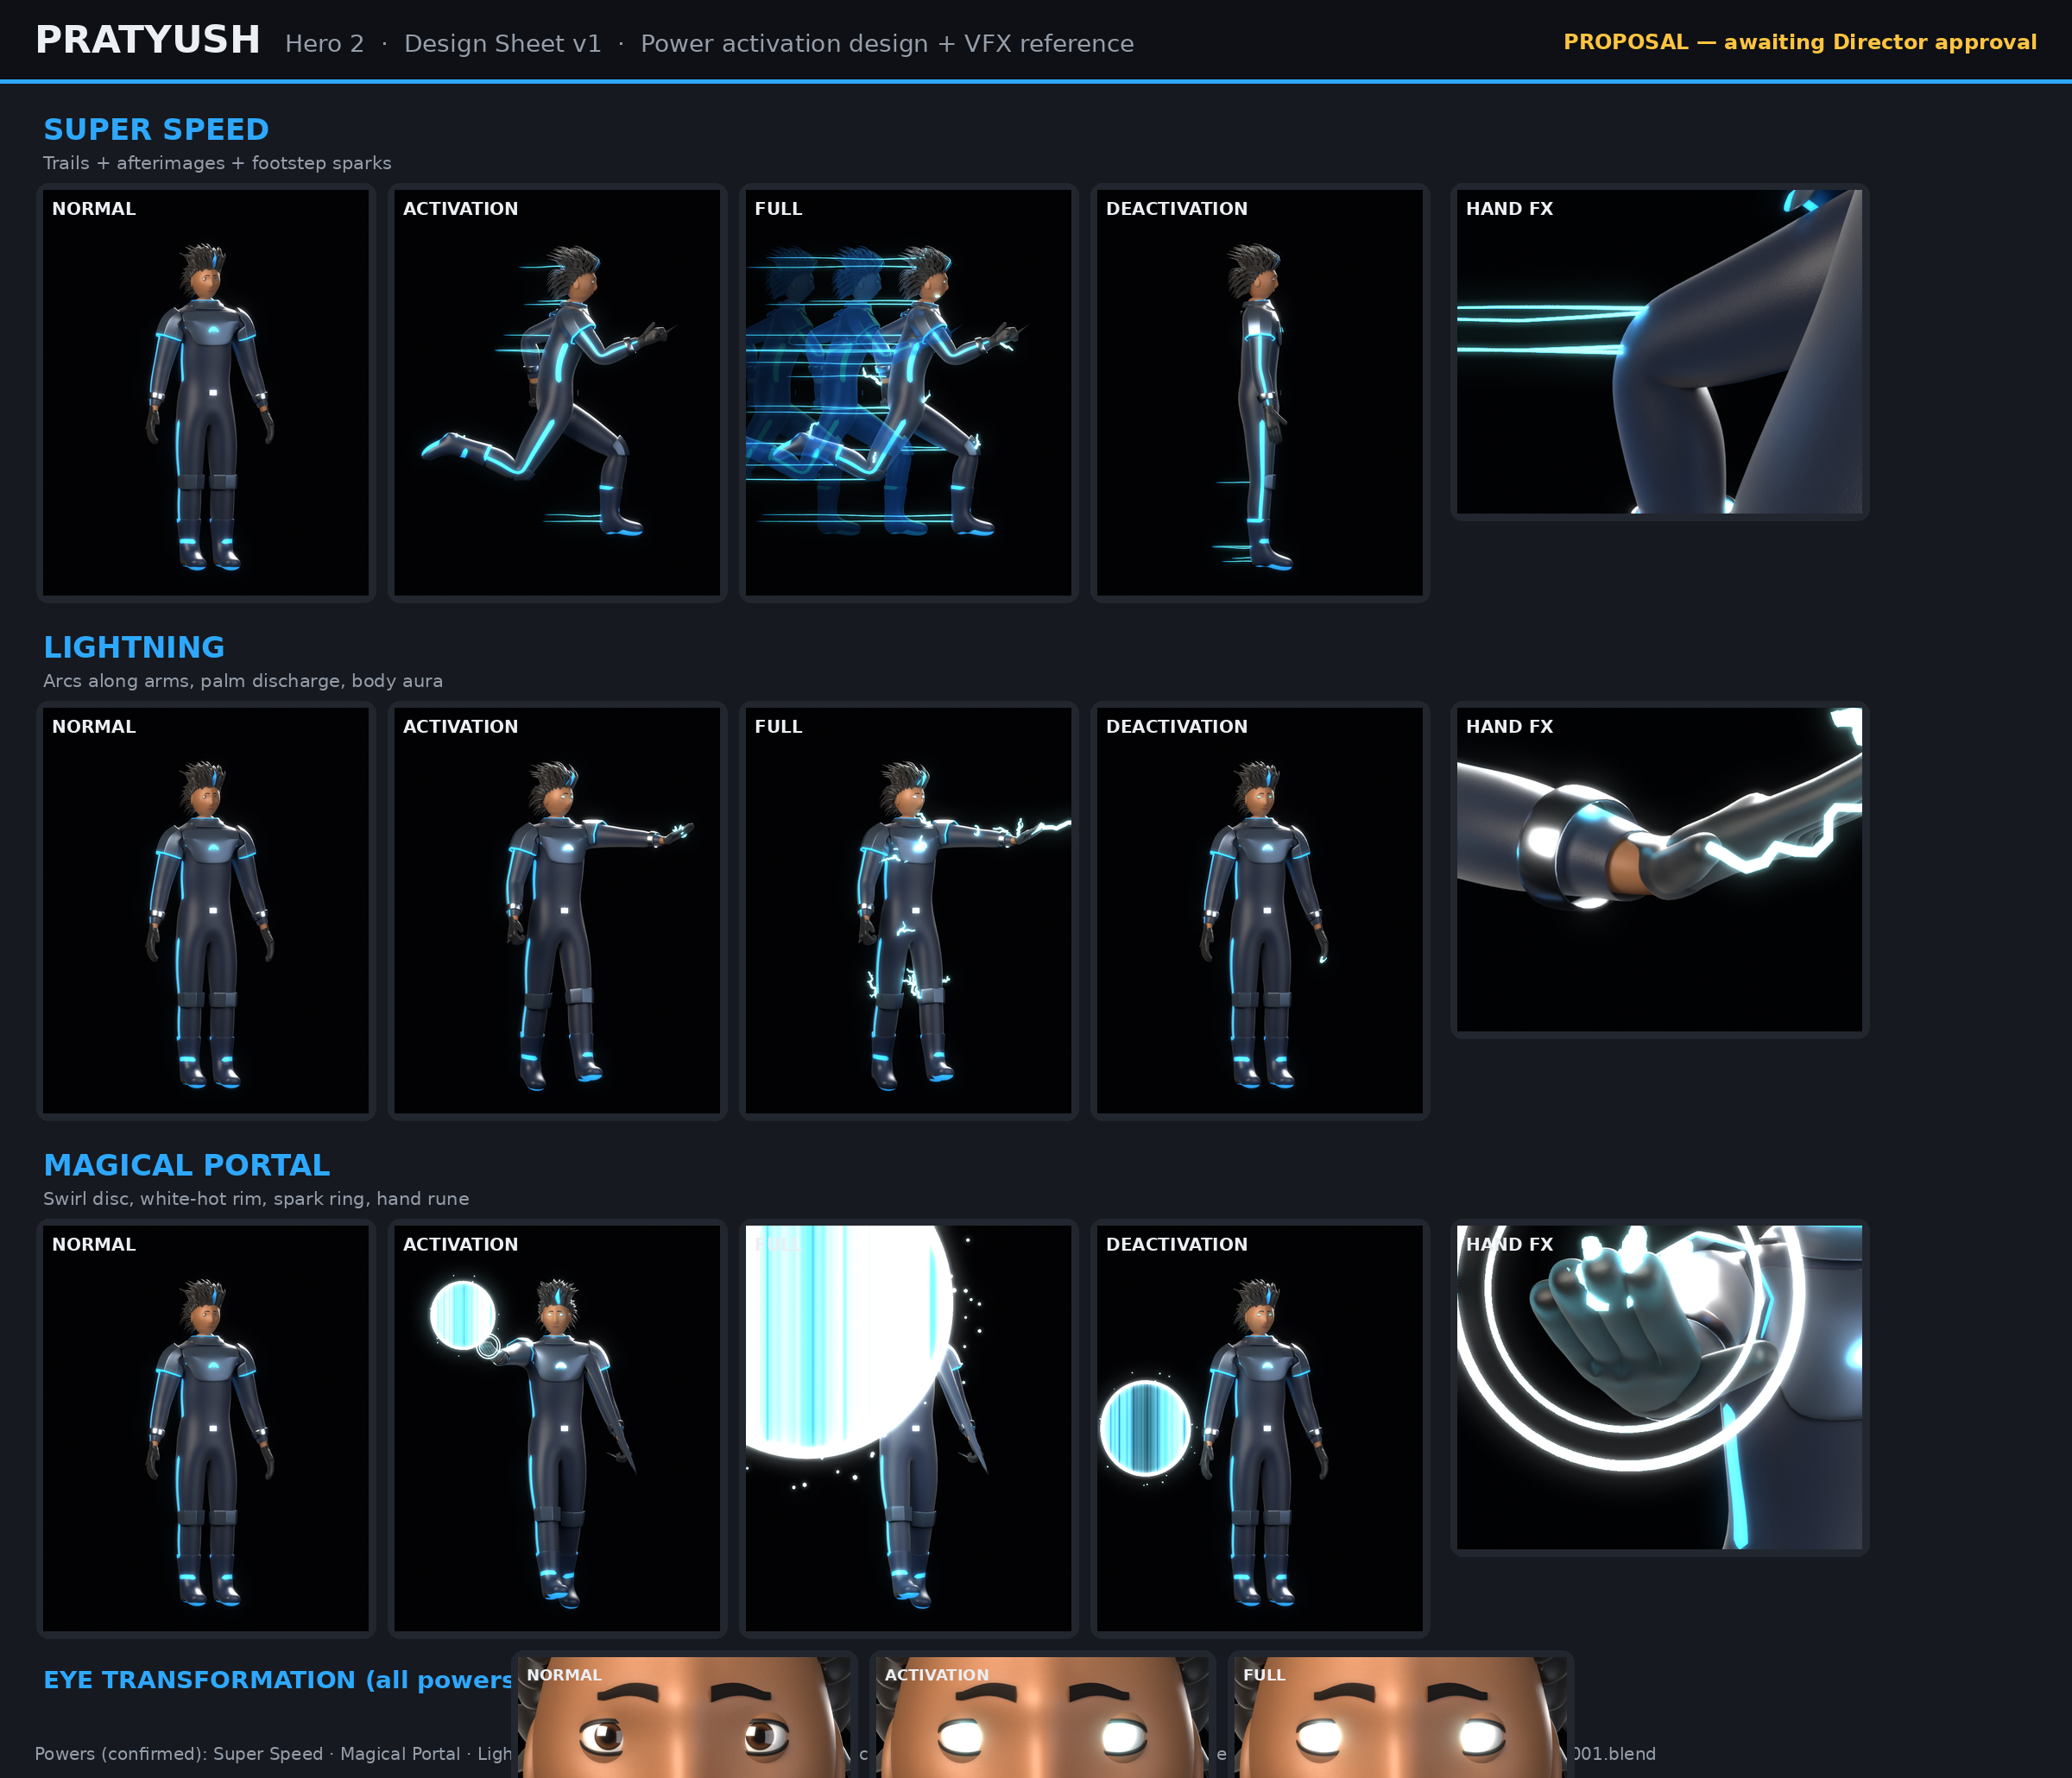 PRATYUSH Hero 2 · Design Sheet v1 · Power activation design + VFX reference PROPOSAL — awaiting Director approval
SUPER SPEED
Trails + afterimages + footstep sparks
NORMAL ACTIVATION FULL DEACTIVATION HAND FX
LIGHTNING
Arcs along arms, palm discharge, body aura
NORMAL ACTIVATION FULL DEACTIVATION HAND FX
MAGICAL PORTAL
Swirl disc, white-hot rim, spark ring, hand rune
NORMAL ACTIVATION FULL DEACTIVATION HAND FX
EYE TRANSFORMATION (all powers NORMAL ACTIVATION FULL
Powers (confirmed): Super Speed · Magical Portal · Ligh 001.blend